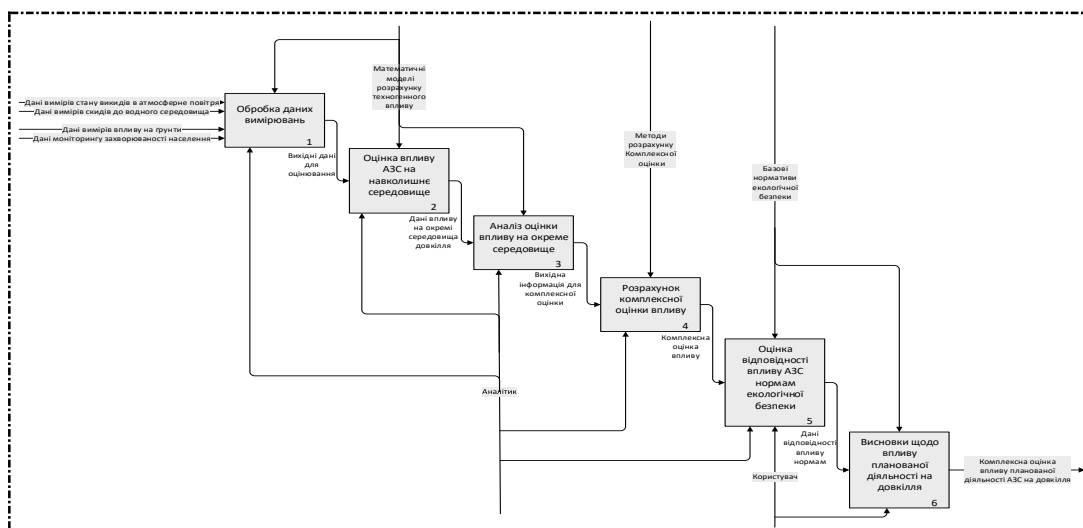 Дані вимірів стану викидів в атмосферне повітря
Дані вимірів скидів до водного середовища
Дані вимірів впливу на ґрунти
Дані моніторингу захворюваності населення
Обробка даних
вимірювань
1
Математичні
моделі
розрахунку
техногенного
впливу
Вихідні дані
для
оцінювання
Оцінка впливу
АЗС на
навколишнє
середовище
2
Дані впливу
на окремі
середовища
довкілля
Аналіз оцінки
впливу на окреме
середовище
3
Вихідна
інформація для
комплексної
оцінки
Методи
розрахунку
Комплексної
оцінки
Розрахунок
комплексної
оцінки впливу
4
Комплексна
оцінка
впливу
Базові
нормативи
екологічної
безпеки
Оцінка
відповідності
впливу АЗС
нормам
екологічної
безпеки
5
Дані
відповідності
впливу
нормам
Аналітик
Користувач
Висновки щодо
впливу
планованої
діяльності на
довкілля
6
Комплексна оцінка
впливу планованої
діяльності АЗС на довкілля